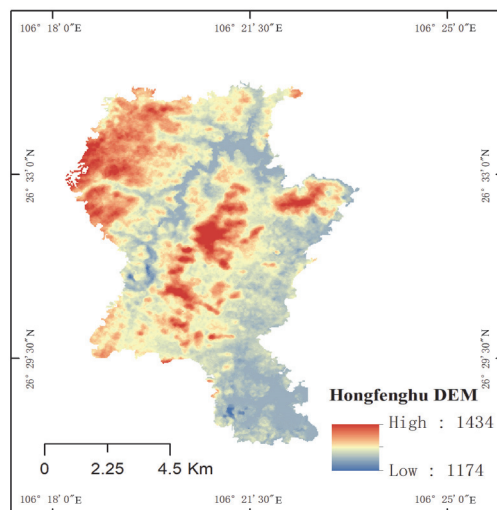 106° 18′ 0″E 106° 21′ 30″E 106° 25′ 0″E
26° 33′ 0″N 26° 33′ 0″N
26° 29′ 30″N 26° 29′ 30″N
Hongfenghu DEM
High : 1434
Low : 1174
0 2.25 4.5 Km
106° 18′ 0″E 106° 21′ 30″E 106° 25′ 0″E